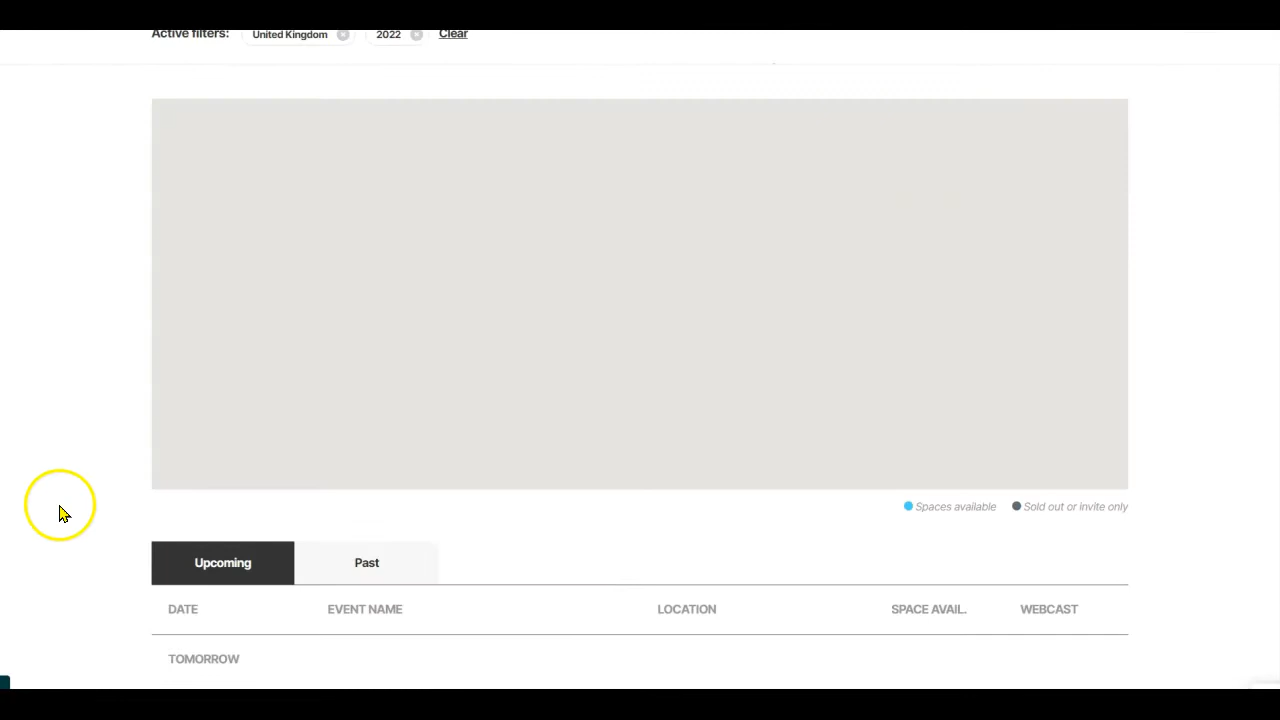 Active filters: United Kingdom 2022 Clear
Spaces available Sold out or invite only
Upcoming Past
DATE EVENT NAME LOCATION SPACE AVAIL. WEBCAST
TOMORROW